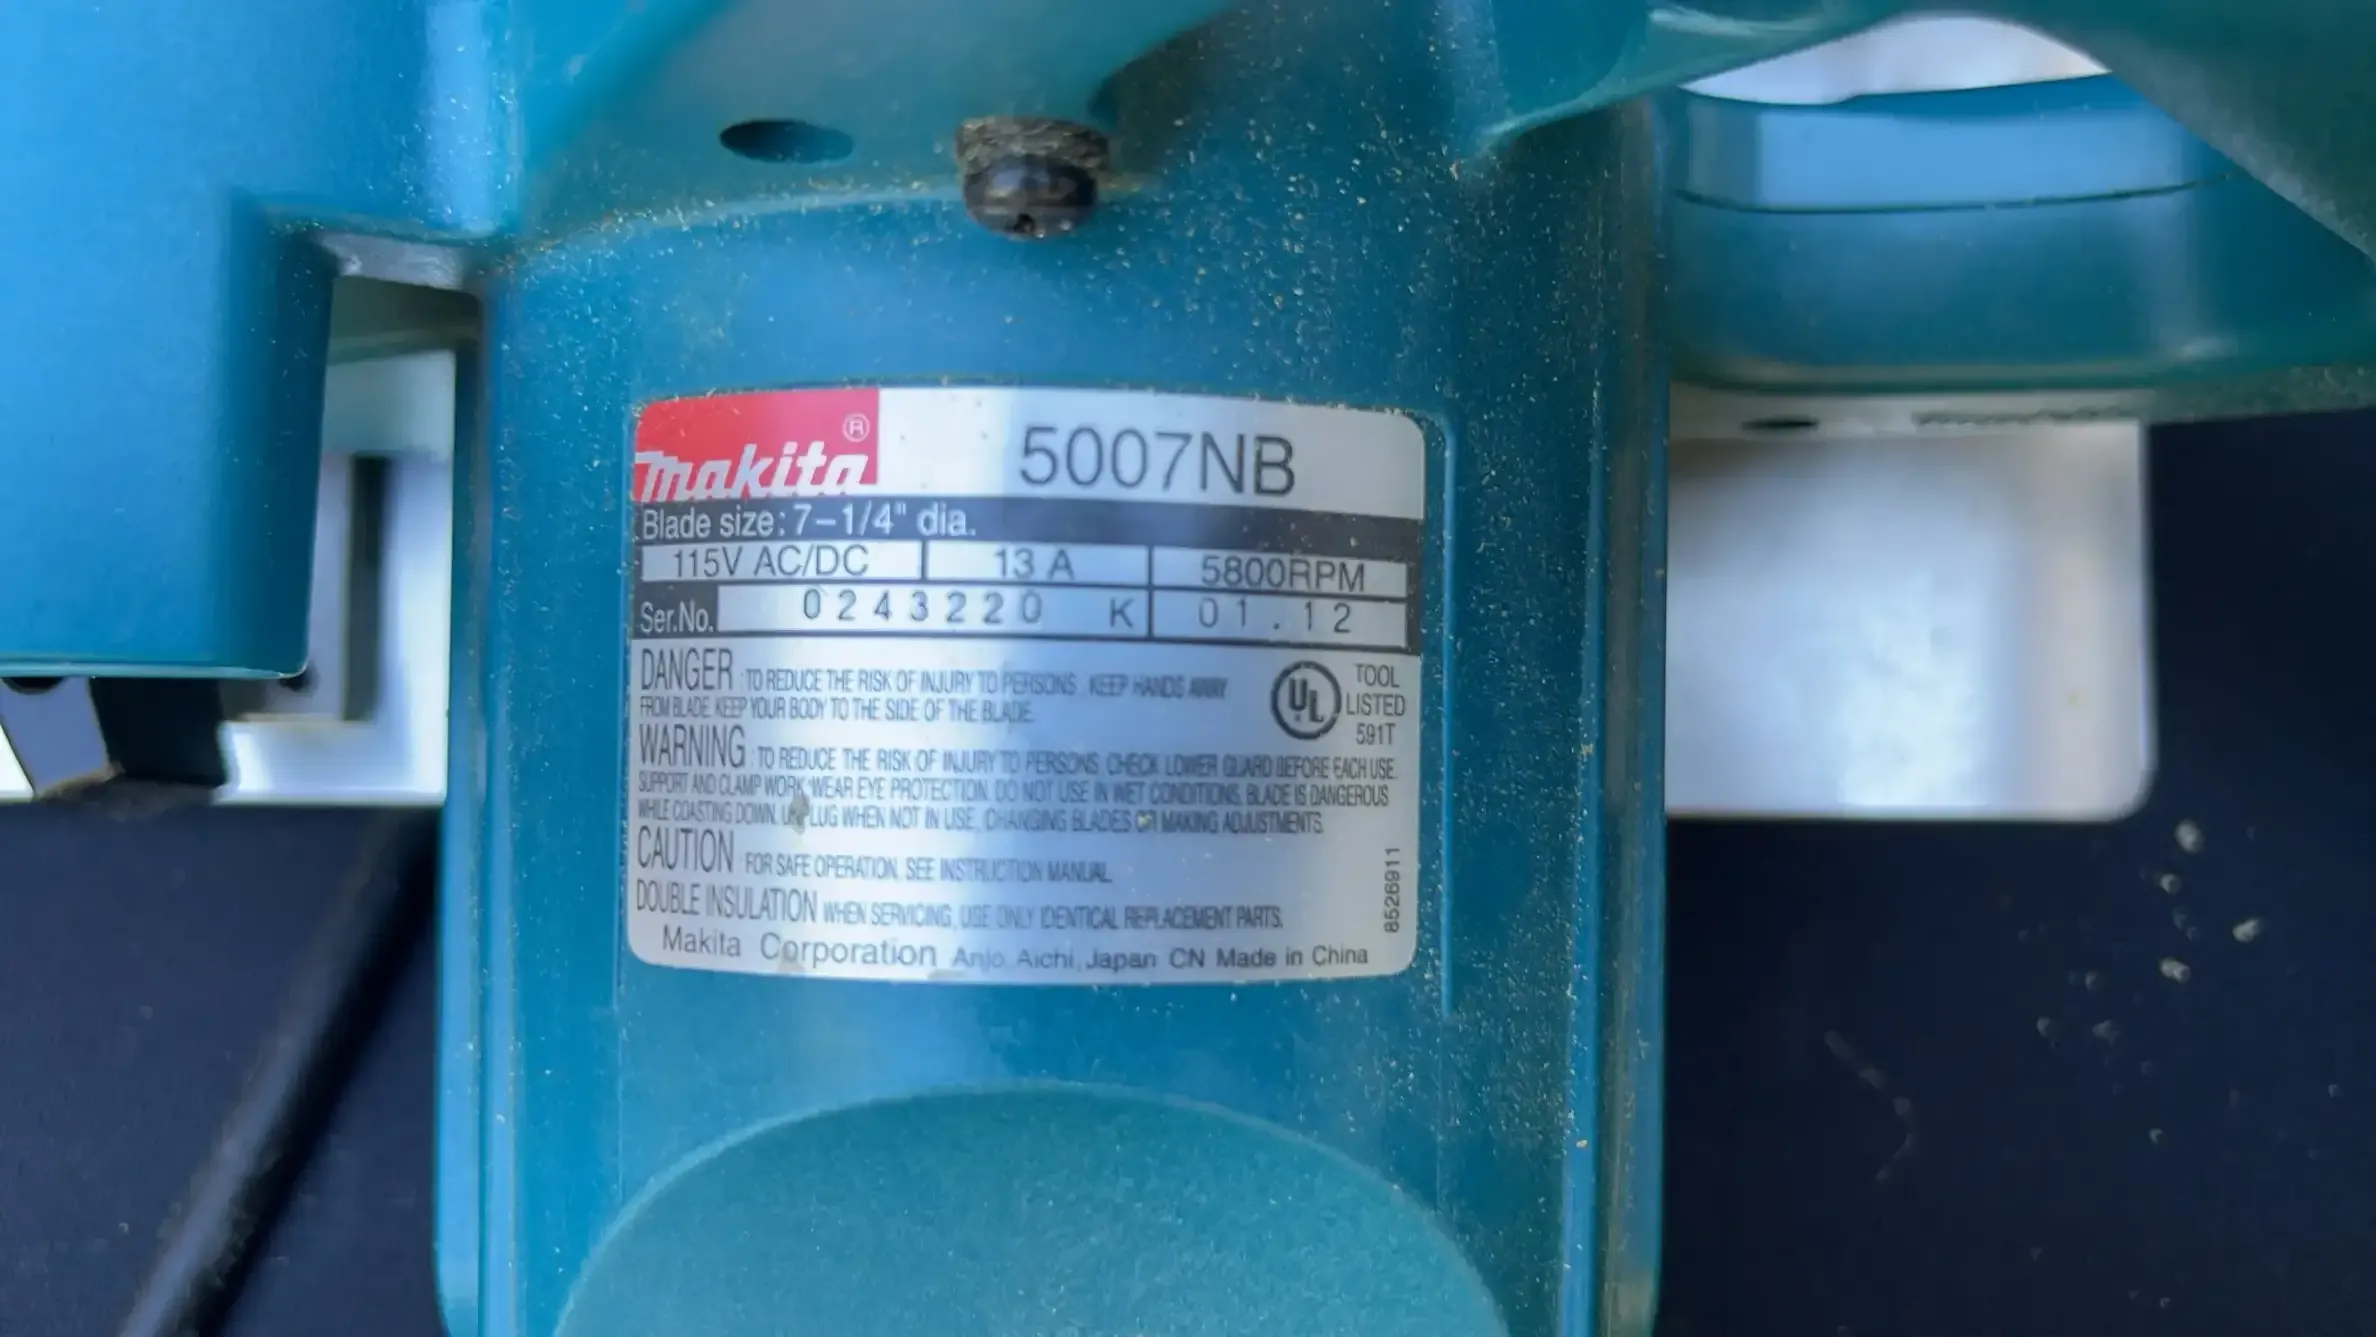 makita® 5007NB
Blade size: 7-1/4" dia.
115V AC/DC 13 A 5800RPM
Ser.No. 0243220 K 01.12
DANGER : TO REDUCE THE RISK OF INJURY TO PERSONS. KEEP HANDS AWAY
FROM BLADE. KEEP YOUR BODY TO THE SIDE OF THE BLADE.
UL TOOL
LISTED
591T
WARNING : TO REDUCE THE RISK OF INJURY TO PERSONS. CHECK LOWER GUARD BEFORE EACH USE.
SUPPORT AND CLAMP WORK. WEAR EYE PROTECTION. DO NOT USE IN WET CONDITIONS. BLADE IS DANGEROUS
WHILE COASTING DOWN. UNPLUG WHEN NOT IN USE, CHANGING BLADES OR MAKING ADJUSTMENTS.
CAUTION : FOR SAFE OPERATION, SEE INSTRUCTION MANUAL.
DOUBLE INSULATION WHEN SERVICING, USE ONLY IDENTICAL REPLACEMENT PARTS.
Makita Corporation Anjo Aichi, Japan CN Made in China
8526911